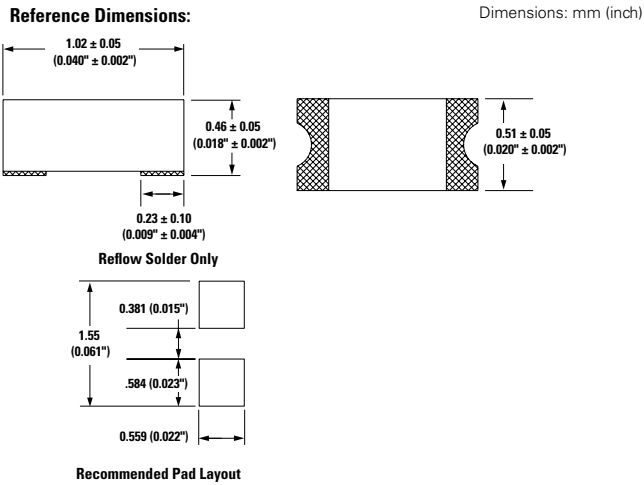 Reference Dimensions:
Dimensions: mm (inch)
1.02 ± 0.05
(0.040" ± 0.002")
0.46 ± 0.05
(0.018" ± 0.002")
0.51 ± 0.05
(0.020" ± 0.002")
0.23 ± 0.10
(0.009" ± 0.004")
Reflow Solder Only
0.381 (0.015")
1.55
(0.061")
.584 (0.023")
0.559 (0.022")
Recommended Pad Layout